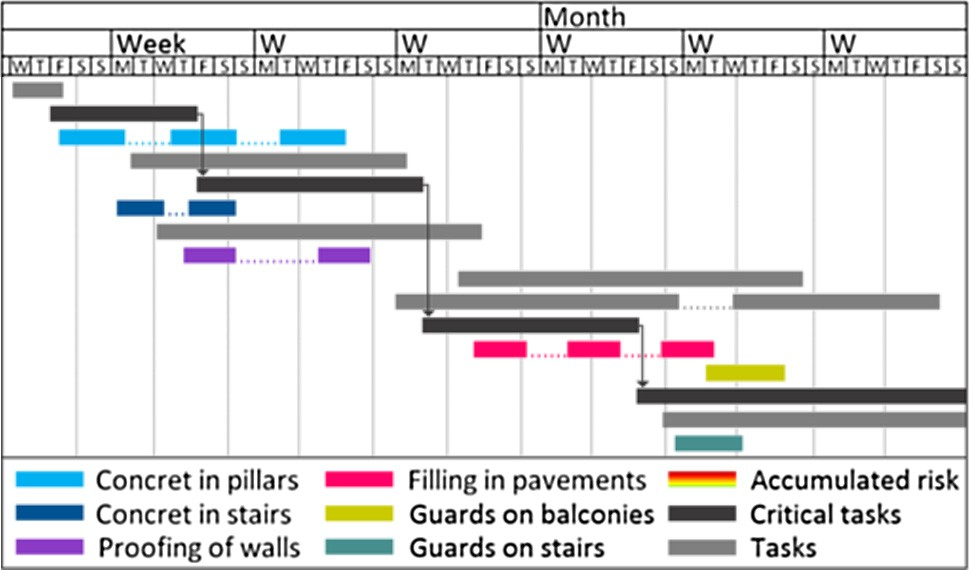 Month
Week W W W W W
W T F S S M T W T F S S M T W T F S S M T T F S S M T W T F S S M T W T F S S M T W T F S S
Concret in pillars Filling in pavements Accumulated risk
Concret in stairs Guards on balconies Critical tasks
Proofing of walls Guards on stairs Tasks